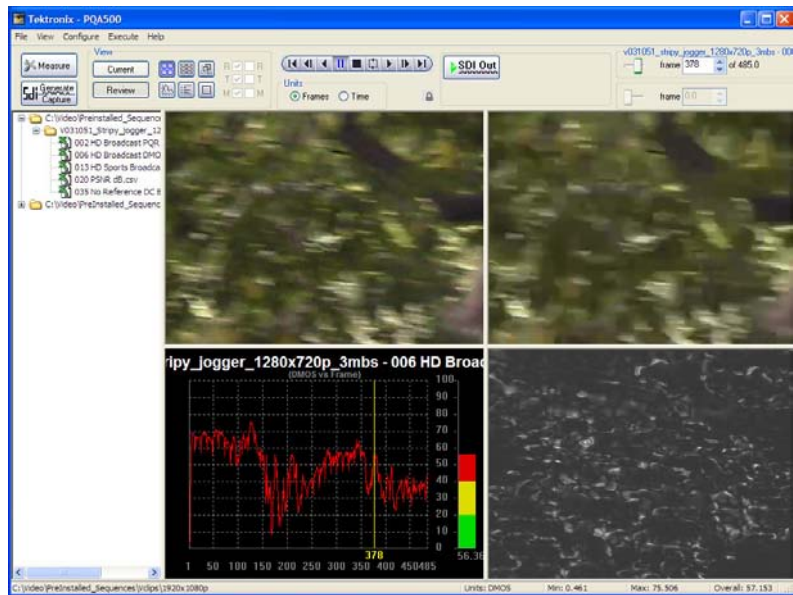 Tektronix - PQA500
File View Configure Execute Help
Measure
View
Current
Review
Sdi Generate Capture
R R
T T
M M
Units
Frames Time
SDI Out
v031051_stripy_jogger_1280x720p_3mbs - 006
frame 378 of 485.0
frame 0.0
C:\Video\Preinstalled_Sequenc
v031051_Stripy_jogger_12
002 HD Broadcast PQR
006 HD Broadcast DMO
013 HD Sports Broadca
020 PSNR dB.csv
035 No Reference DC B
C:\Video\PreInstalled_Sequenc
ripy_jogger_1280x720p_3mbs - 006 HD Broad
(DMOS vs Frame)
100
90
80
70
60
50
40
30
20
10
0
378
56.36
1 50 100 150 200 250 300 350 400 450485
C:\Video\PreInstalled_Sequences\Vclips\1920x1080p
Units: DMOS Min: 0.461 Max: 75.506 Overall: 57.153